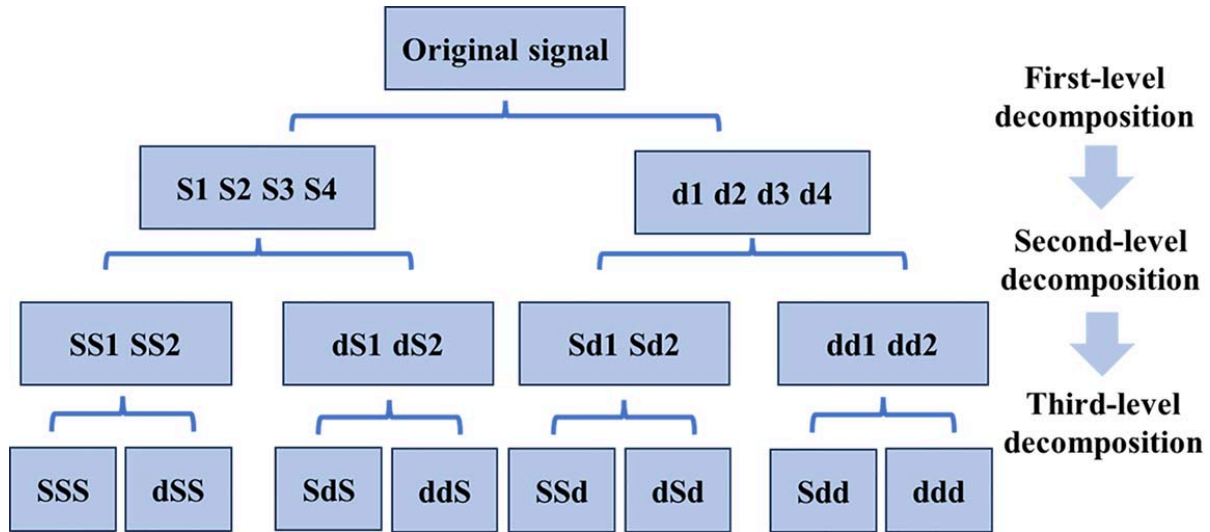 Original signal
First-level
decomposition
S1 S2 S3 S4
d1 d2 d3 d4
Second-level
decomposition
SS1 SS2
dS1 dS2
Sd1 Sd2
dd1 dd2
Third-level
decomposition
SSS
dSS
SdS
ddS
SSd
dSd
Sdd
ddd